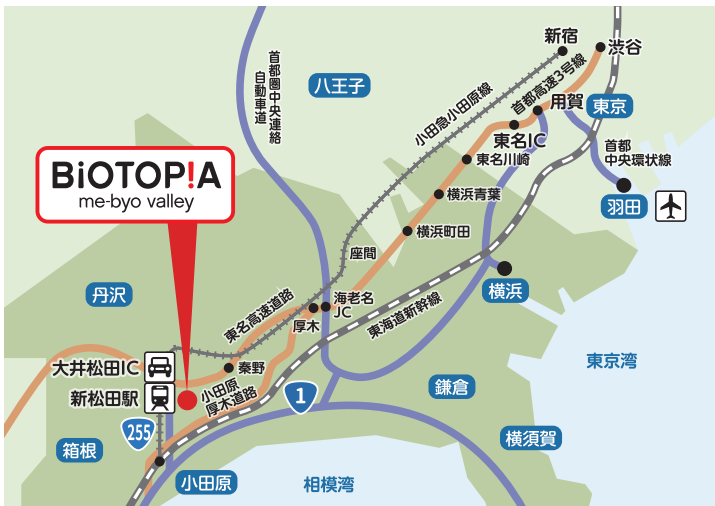 新宿
渋谷
首都圏中央連絡
自動車道
八王子
小田急小田原線
首都高速3号線
用賀
東京
東名IC
首都
中央環状線
東名川崎
BiOTOP!A
me-byo valley
横浜青葉
羽田
横浜町田
座間
横浜
丹沢
東名高速道路
海老名
JC
厚木
東海道新幹線
大井松田IC
秦野
東京湾
新松田駅
小田原
厚木道路
1
鎌倉
255
箱根
横須賀
小田原
相模湾